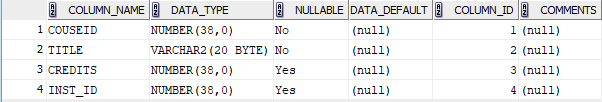 COLUMN_NAME DATA_TYPE NULLABLE DATA_DEFAULT COLUMN_ID COMMENTS
1 COUSEID NUMBER(38,0) No (null) 1 (null)
2 TITLE VARCHAR2(20 BYTE) No (null) 2 (null)
3 CREDITS NUMBER(38,0) Yes (null) 3 (null)
4 INST_ID NUMBER(38,0) Yes (null) 4 (null)